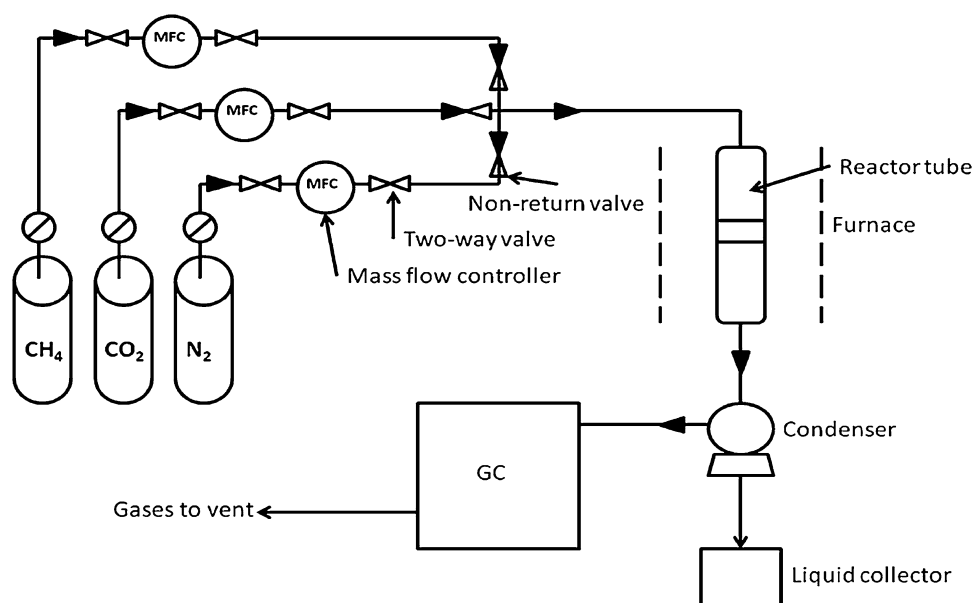 MFC
MFC
MFC
Reactor tube
Non-return valve
Furnace
Two-way valve
Mass flow controller
CH₄
CO₂
N₂
Condenser
GC
Gases to vent
Liquid collector